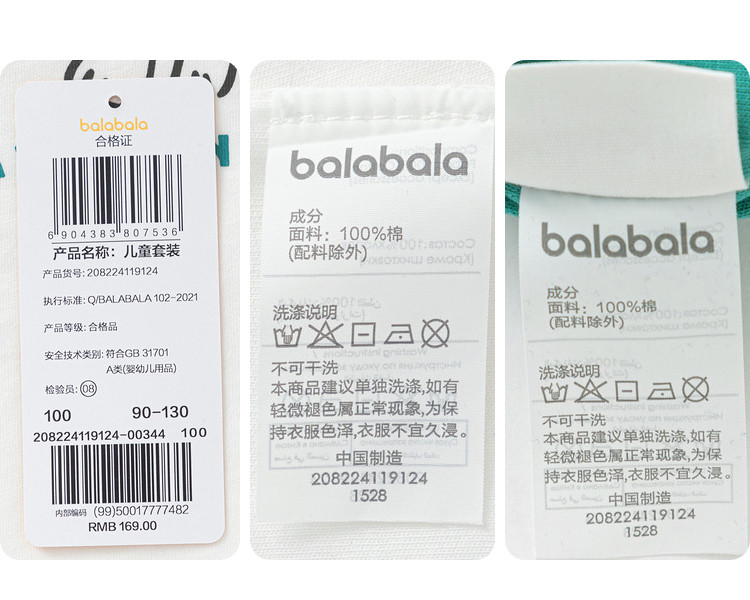 balabala
合格证
6 904383 807536
产品名称：儿童套装
产品货号: 208224119124
执行标准: Q/BALABALA 102-2021
产品等级: 合格品
安全技术类别: 符合GB 31701
A类(婴幼儿用品)
检验员: 08
100 90-130
208224119124-00344 100
内部编码 (99)50017777482
RMB 169.00
balabala
成分
面料：100%棉
(配料除外)
洗涤说明
不可干洗
本商品建议单独洗涤,如有
轻微褪色属正常现象,为保
持衣服色泽,衣服不宜久浸。
中国制造
208224119124
1528
balabala
成分
面料：100%棉
(配料除外)
洗涤说明
不可干洗
本商品建议单独洗涤,如有
轻微褪色属正常现象,为保
持衣服色泽,衣服不宜久浸。
中国制造
208224119124
1528